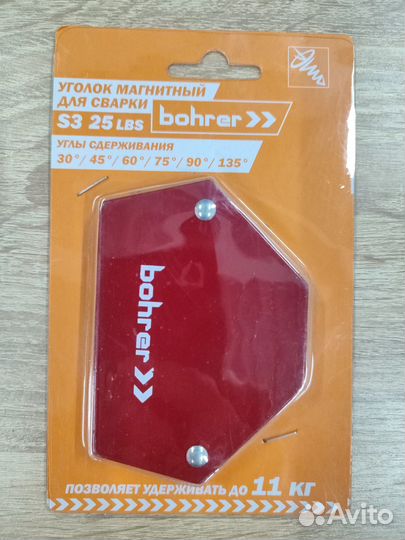 УГОЛОК МАГНИТНЫЙ
ДЛЯ СВАРКИ
S3 25 LBS
bohrer
УГЛЫ СДЕРЖИВАНИЯ
30°/45°/60°/75°/90°/135°
bohrer
ПОЗВОЛЯЕТ УДЕРЖИВАТЬ ДО 11 КГ
Avito